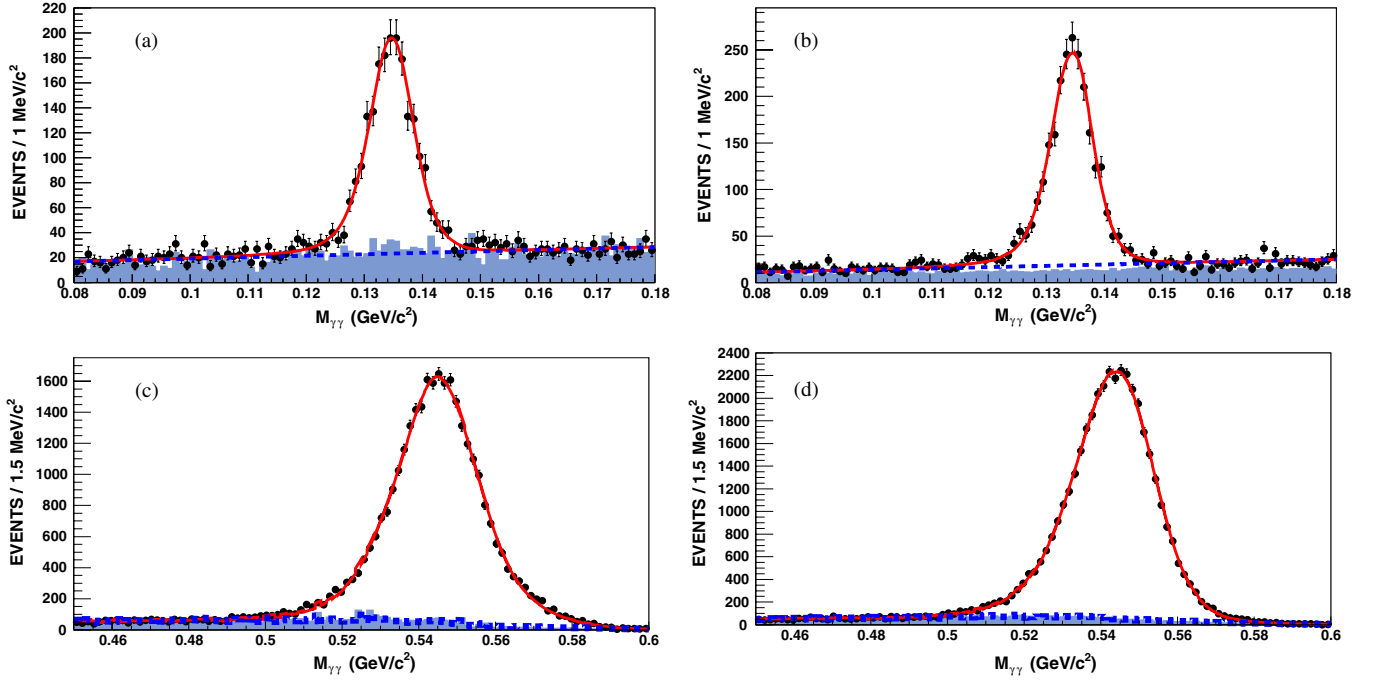 220
200
180
160
140
120
100
80
60
40
20
0
EVENTS / 1 MeV/c²
(a)
0.08 0.09 0.1 0.11 0.12 0.13 0.14 0.15 0.16 0.17 0.18
Mγγ (GeV/c²)
250
200
150
100
50
0
EVENTS / 1 MeV/c²
(b)
0.08 0.09 0.1 0.11 0.12 0.13 0.14 0.15 0.16 0.17 0.18
Mγγ (GeV/c²)
1600
1400
1200
1000
800
600
400
200
0
EVENTS / 1.5 MeV/c²
(c)
0.46 0.48 0.5 0.52 0.54 0.56 0.58 0.6
Mγγ (GeV/c²)
2400
2200
2000
1800
1600
1400
1200
1000
800
600
400
200
0
EVENTS / 1.5 MeV/c²
(d)
0.46 0.48 0.5 0.52 0.54 0.56 0.58 0.6
Mγγ (GeV/c²)